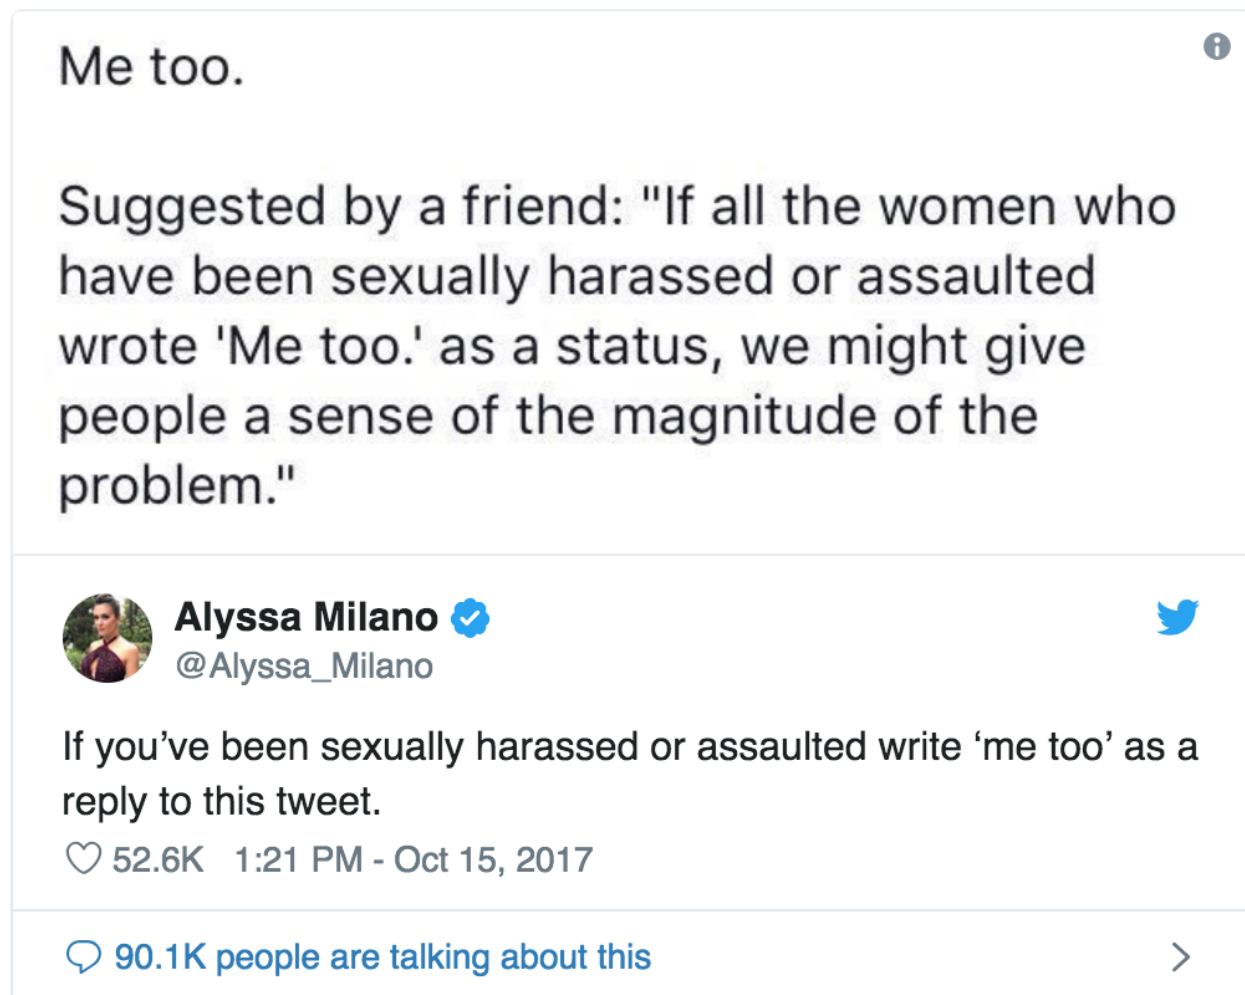 Me too.
Suggested by a friend: "If all the women who
have been sexually harassed or assaulted
wrote 'Me too.' as a status, we might give
people a sense of the magnitude of the
problem."
Alyssa Milano
@Alyssa_Milano
If you’ve been sexually harassed or assaulted write ‘me too’ as a
reply to this tweet.
52.6K 1:21 PM - Oct 15, 2017
90.1K people are talking about this